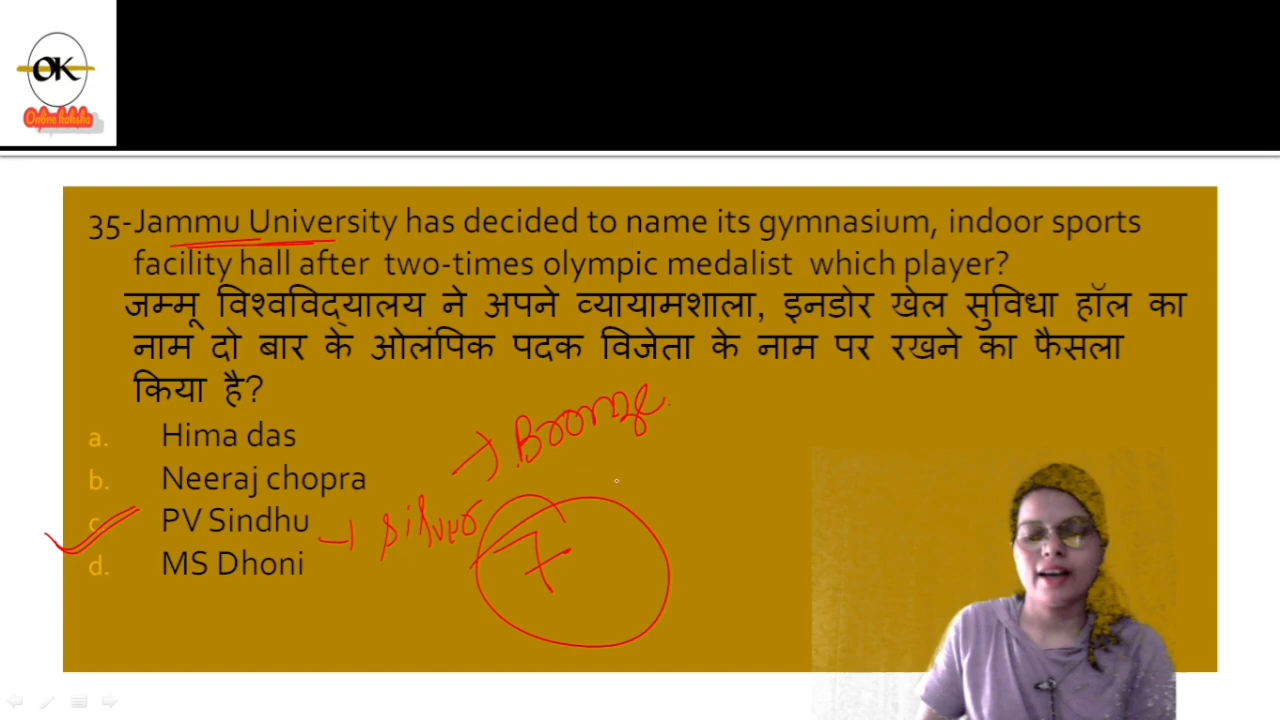 OK
Online kaksha
35-Jammu University has decided to name its gymnasium, indoor sports
facility hall after two-times olympic medalist which player?
जम्मू विश्वविद्यालय ने अपने व्यायामशाला, इनडोर खेल सुविधा हॉल का
नाम दो बार के ओलंपिक पदक विजेता के नाम पर रखने का फैसला
किया है?
a. Hima das
b. Neeraj chopra
c. PV Sindhu
d. MS Dhoni
→ Bronze
→ silver
7